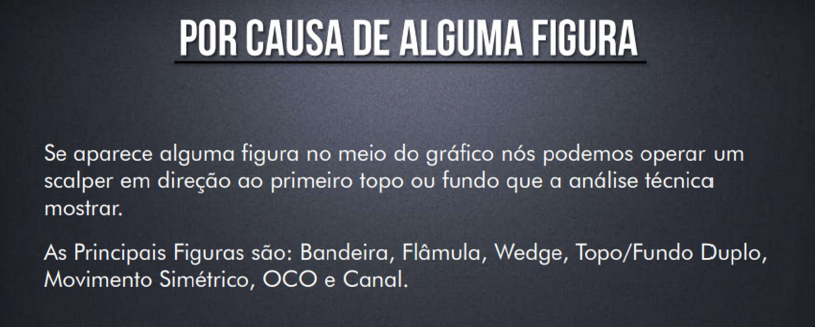 POR CAUSA DE ALGUMA FIGURA
Se aparece alguma figura no meio do gráfico nós podemos operar um
scalper em direção ao primeiro topo ou fundo que a análise técnica
mostrar.
As Principais Figuras são: Bandeira, Flâmula, Wedge, Topo/Fundo Duplo,
Movimento Simétrico, OCO e Canal.